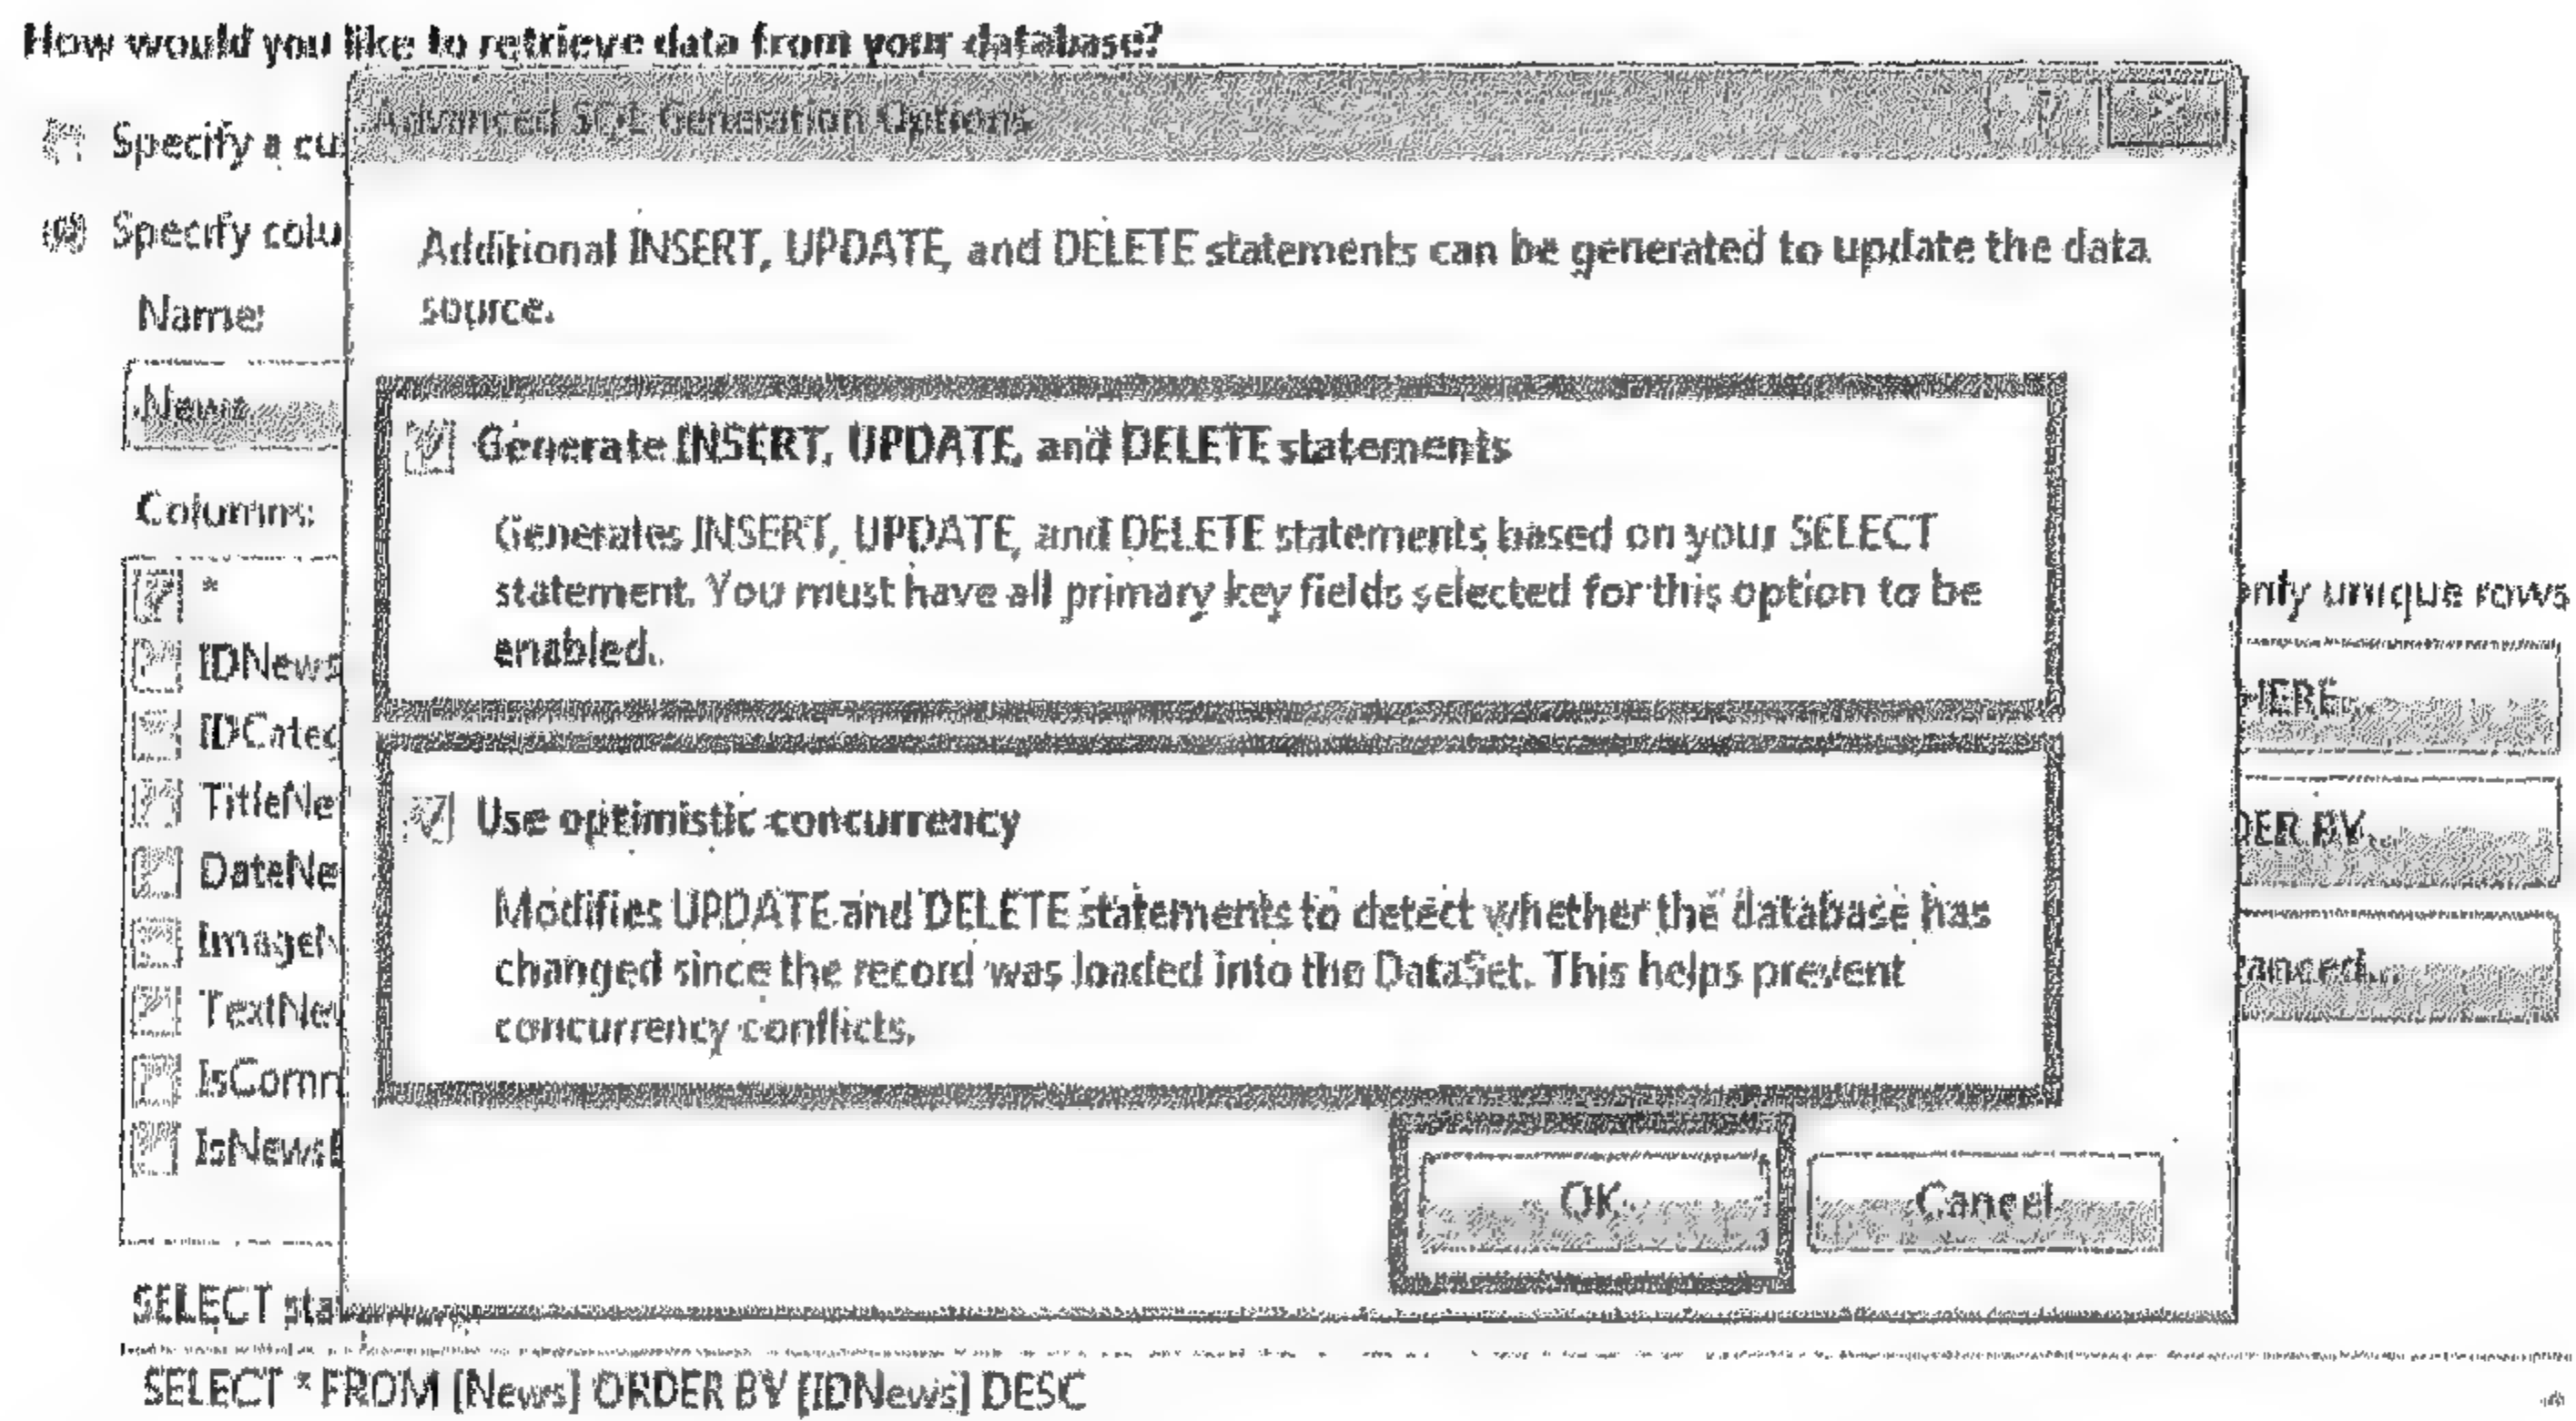 How would you like to retrieve data from your database?
Advanced SQL Generation Options
Specify a cu
Specify colu
Additional INSERT, UPDATE, and DELETE statements can be generated to update the data
source.
Name:
News
Generate INSERT, UPDATE, and DELETE statements
Columns:
Generates INSERT, UPDATE, and DELETE statements based on your SELECT
statement. You must have all primary key fields selected for this option to be
enabled.
*
only unique rows
IDNews
HERE...
IDCateg
TitleNe
Use optimistic concurrency
DER BY...
DateNe
Modifies UPDATE and DELETE statements to detect whether the database has
changed since the record was loaded into the DataSet. This helps prevent
concurrency conflicts.
ImageN
anced...
TextNe
IsComm
IsNews
OK
Cancel
SELECT sta
SELECT * FROM [News] ORDER BY [IDNews] DESC